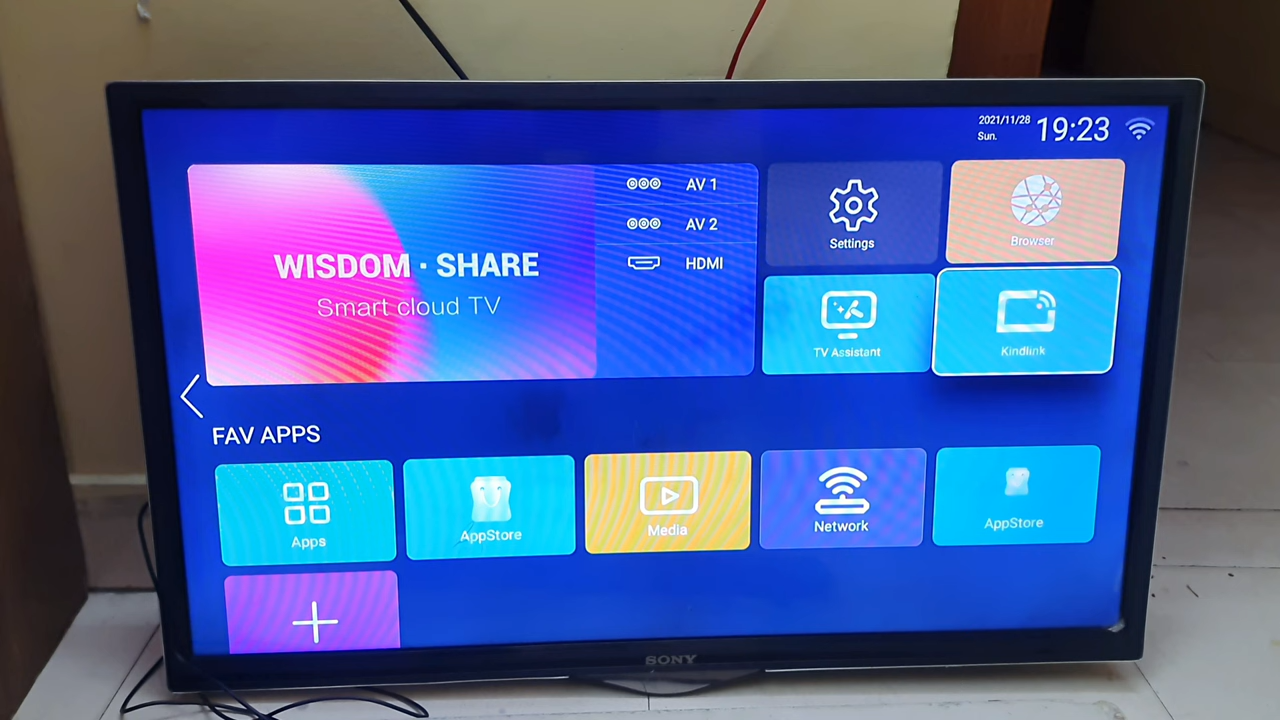 2021/11/28
Sun.
19:23
WISDOM · SHARE
Smart cloud TV
AV 1
AV 2
HDMI
Settings
Browser
TV Assistant
Kindlink
FAV APPS
Apps
AppStore
Media
Network
AppStore
SONY